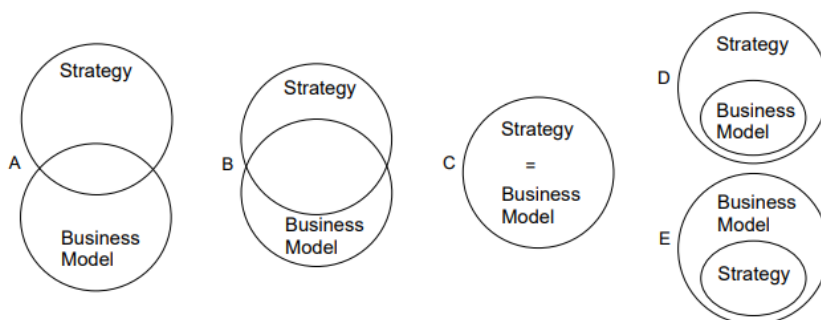 A
Strategy
Business
Model
B
Strategy
Business
Model
C
Strategy
=
Business
Model
D
Strategy
Business
Model
E
Business
Model
Strategy